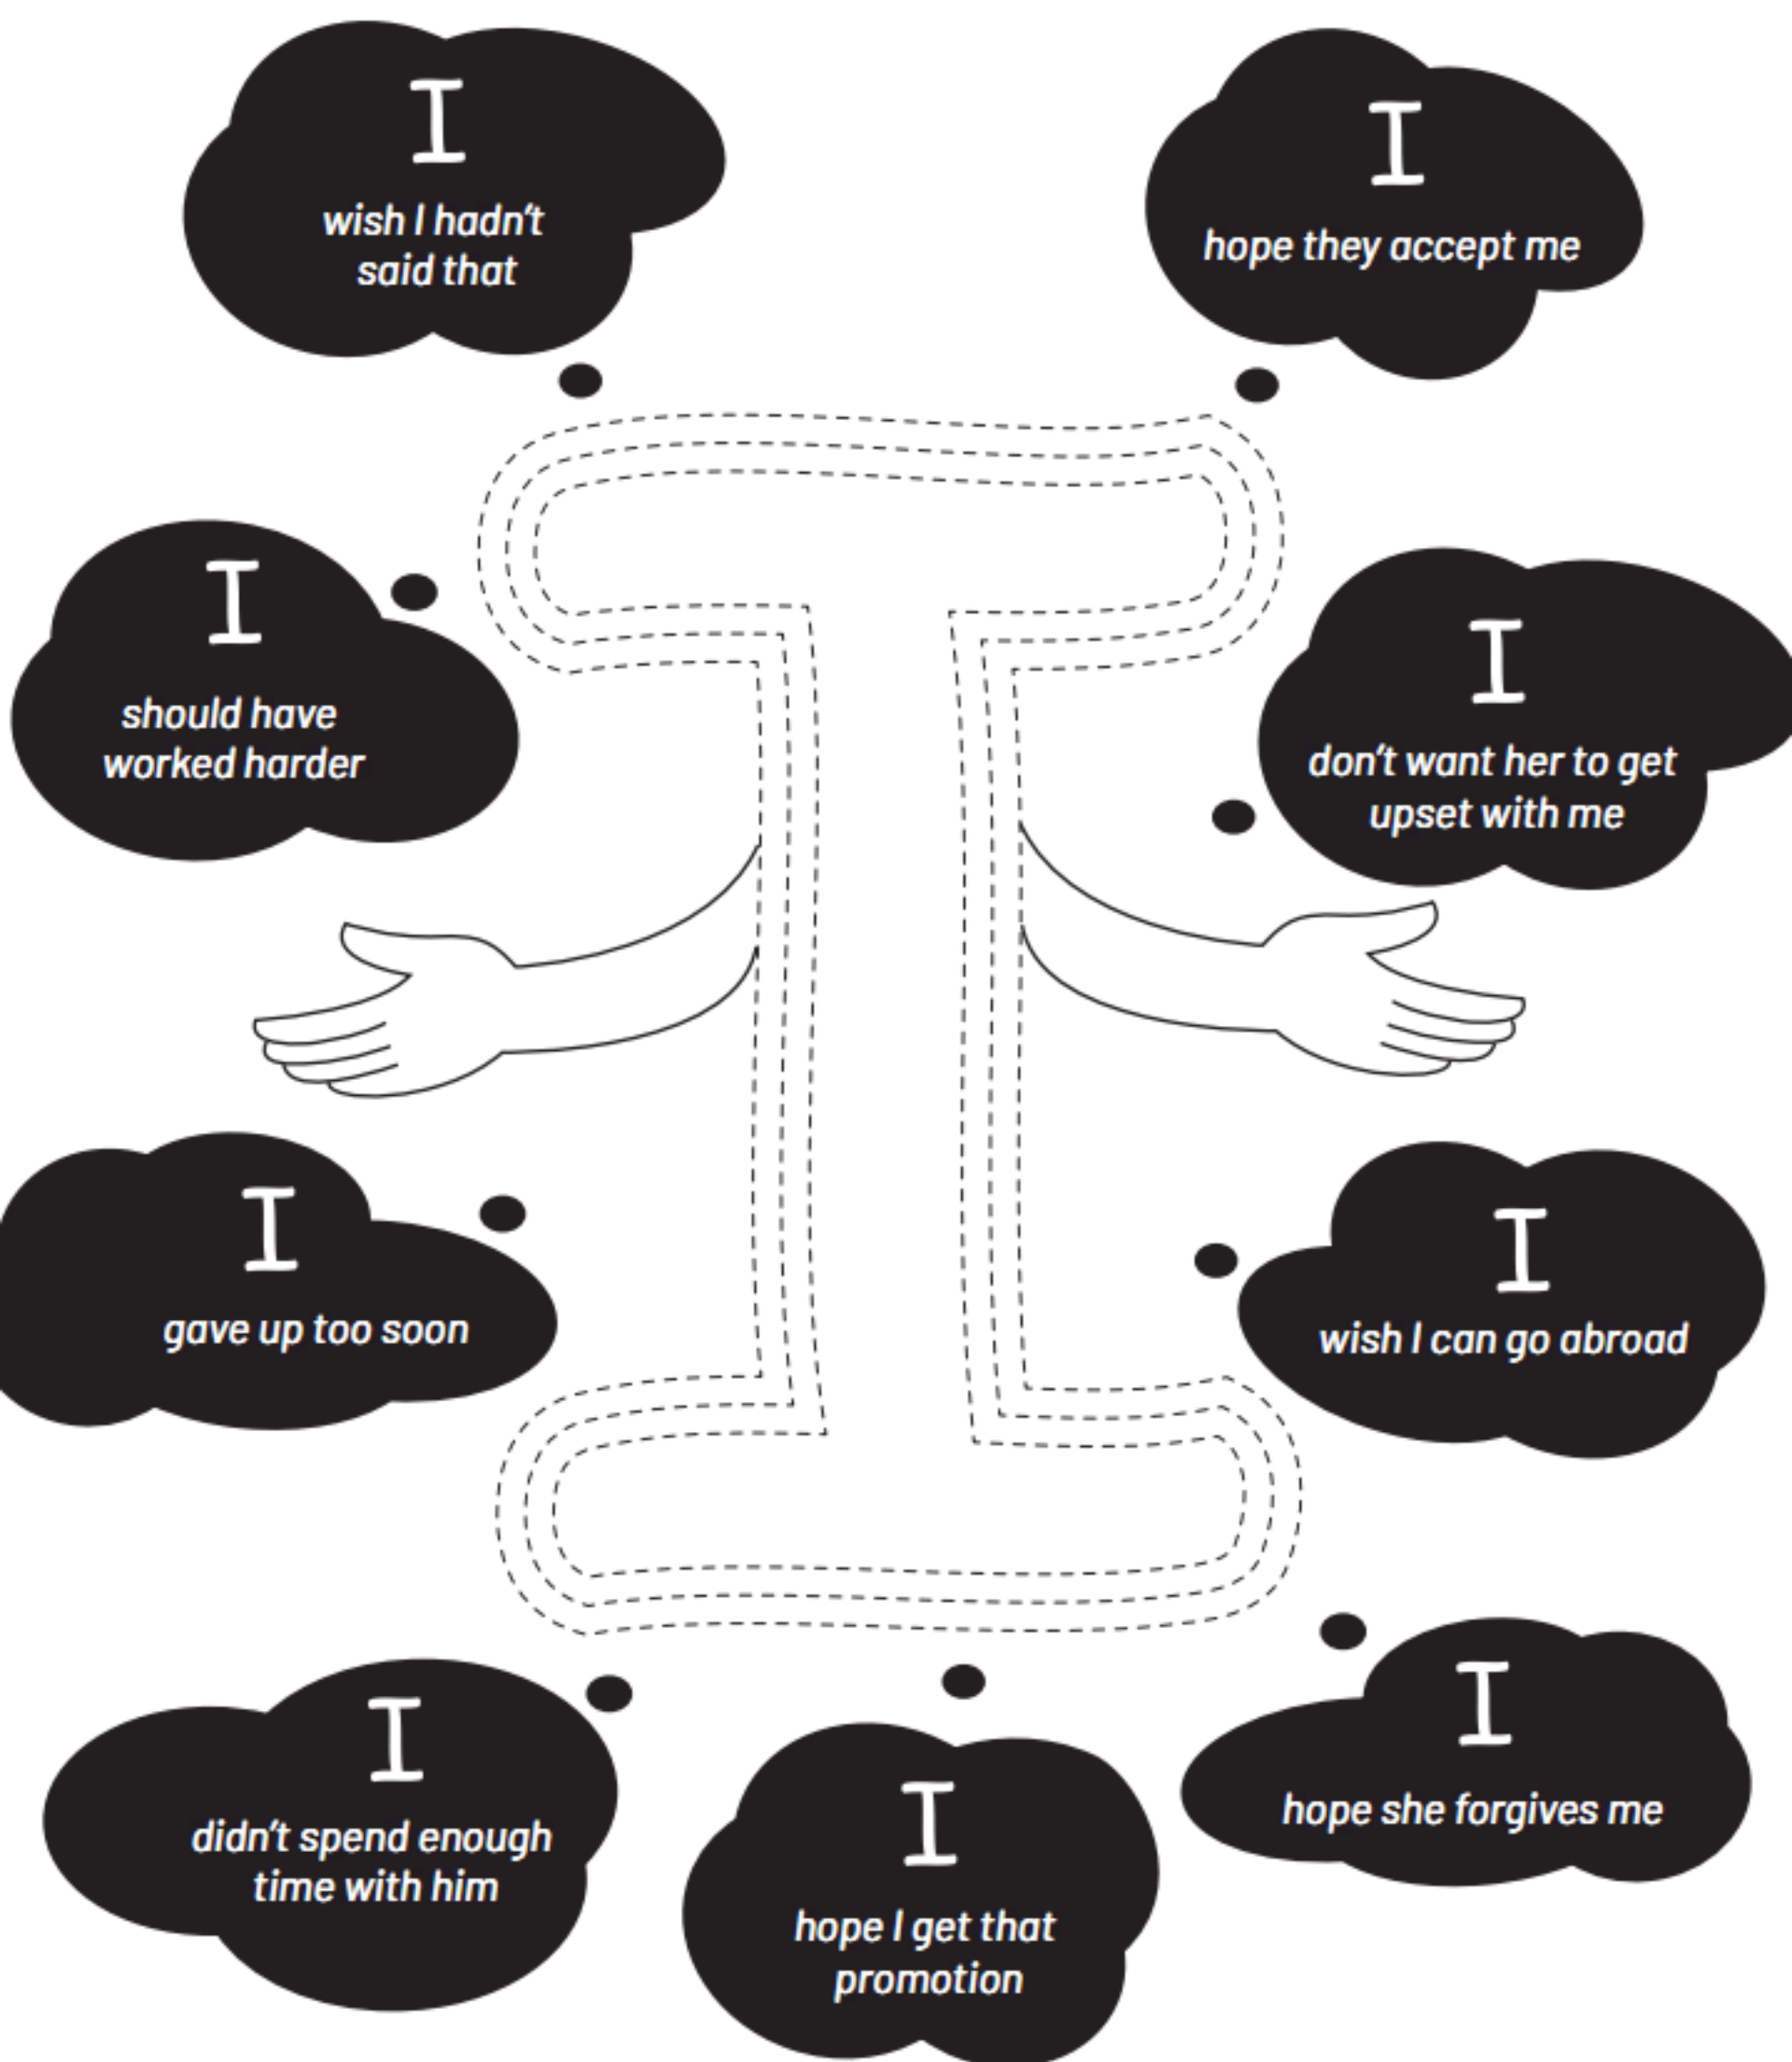 I
wish I hadn't
said that
I
hope they accept me
I
should have
worked harder
I
don't want her to get
upset with me
I
gave up too soon
I
wish I can go abroad
I
didn't spend enough
time with him
I
hope I get that
promotion
I
hope she forgives me